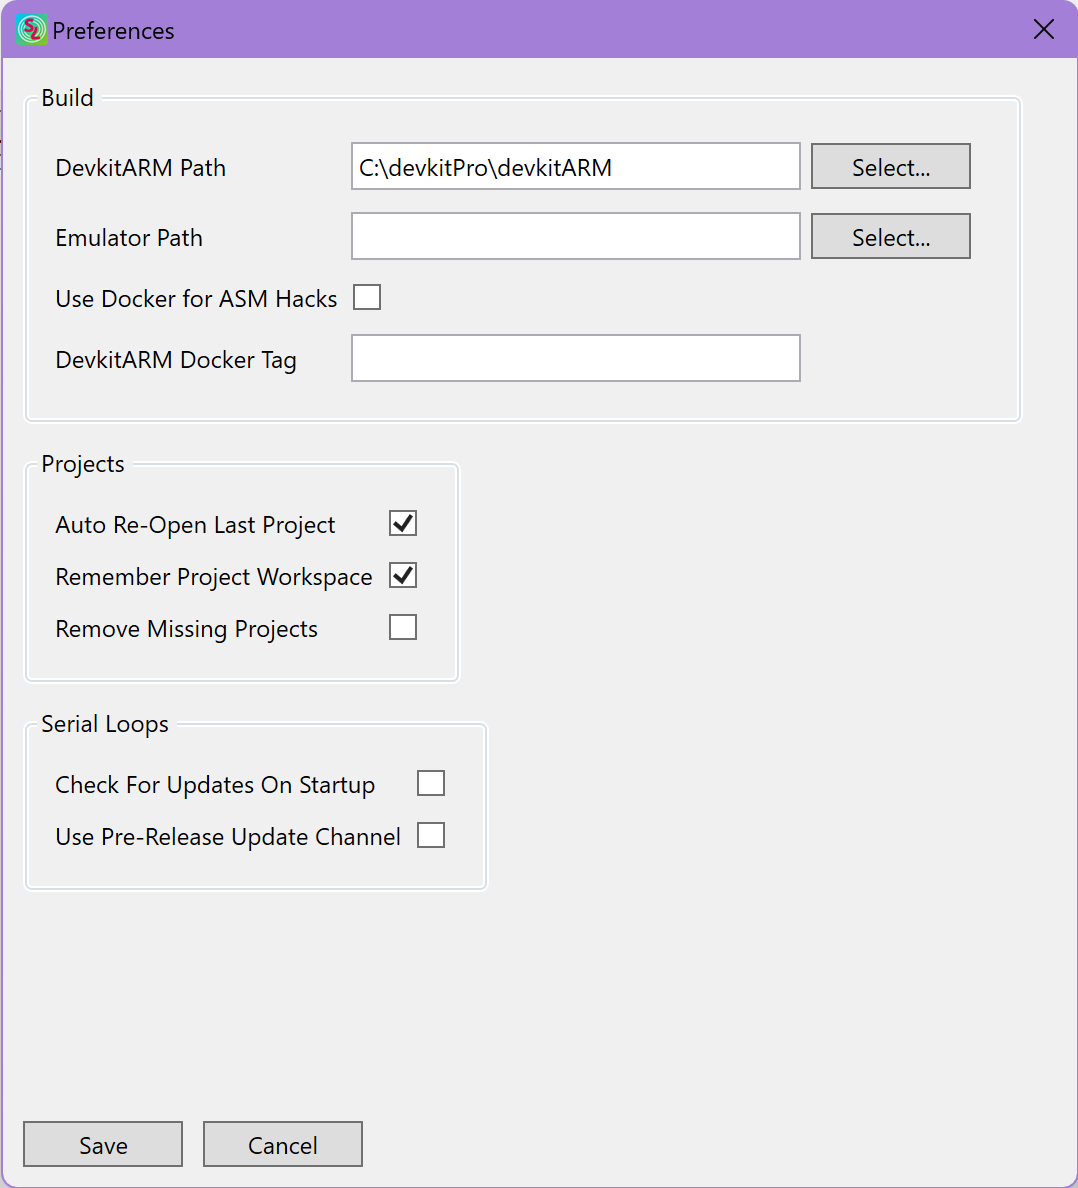 Preferences
Build
DevkitARM Path C:\devkitPro\devkitARM Select...
Emulator Path Select...
Use Docker for ASM Hacks
DevkitARM Docker Tag
Projects
Auto Re-Open Last Project
Remember Project Workspace
Remove Missing Projects
Serial Loops
Check For Updates On Startup
Use Pre-Release Update Channel
Save Cancel